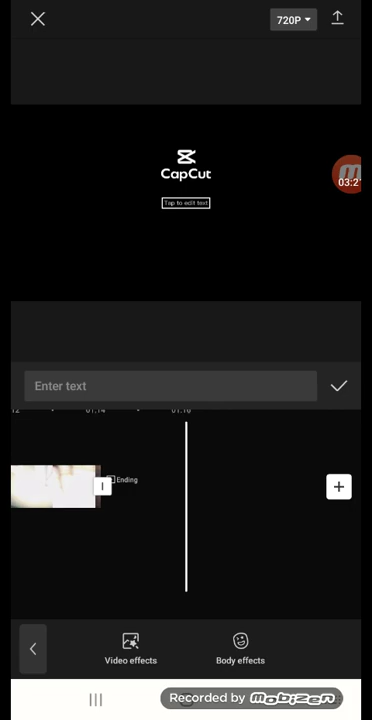 720P
CapCut
Tap to edit text
03:2
Enter text
12
01:14
01:16
Ending
Video effects
Body effects
Recorded by mobizen